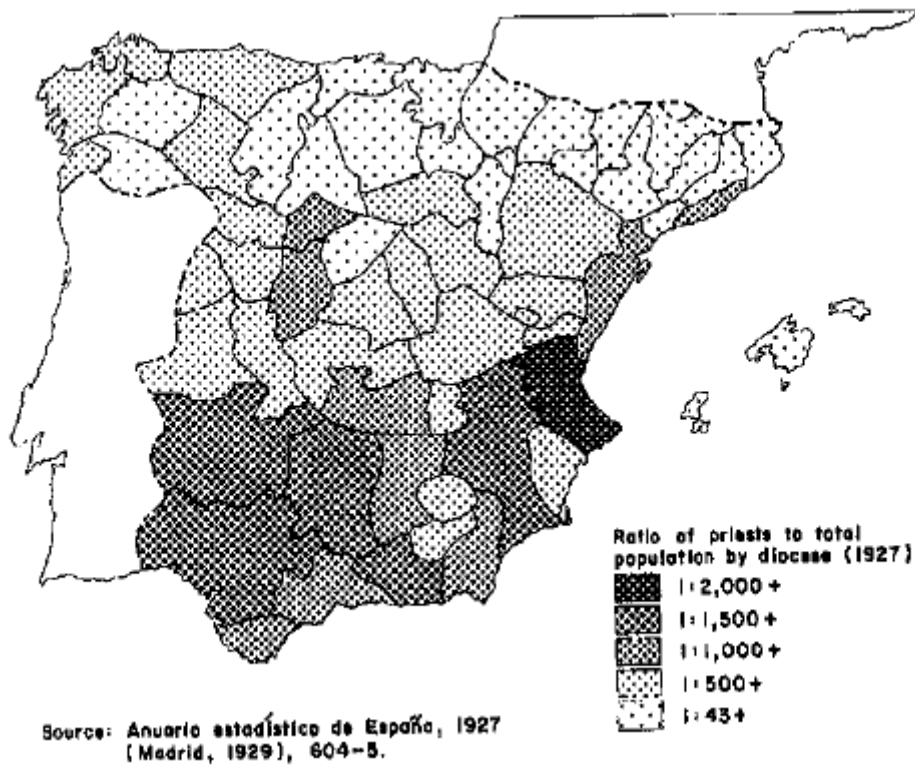 Ratio of priests to total
population by diocese (1927)
1:2,000+
1:1,500+
1:1,000+
1:500+
1:43+
Source: Anuario estadístico de España, 1927
(Madrid, 1929), 604-5.